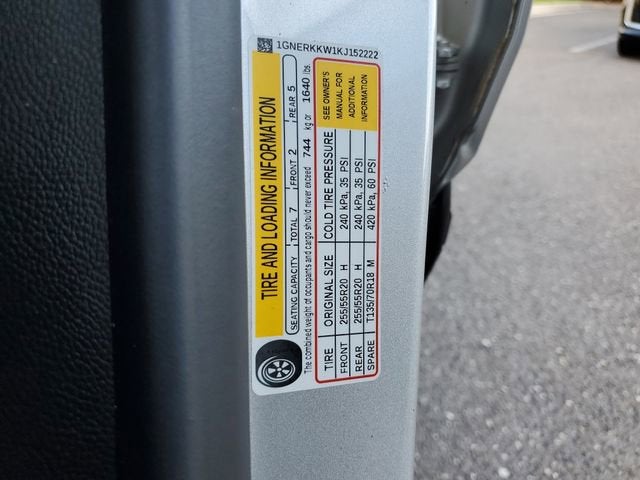 1GNERKKW1KJ152222
TIRE AND LOADING INFORMATION
SEATING CAPACITY TOTAL 7 FRONT 2 REAR 5
The combined weight of occupants and cargo should never exceed 744 kg or 1640 lbs.
TIRE ORIGINAL SIZE COLD TIRE PRESSURE
FRONT 255/55R20 H 240 kPa, 35 PSI
REAR 255/55R20 H 240 kPa, 35 PSI
SPARE T135/70R18 M 420 kPa, 60 PSI
SEE OWNER'S
MANUAL FOR
ADDITIONAL
INFORMATION